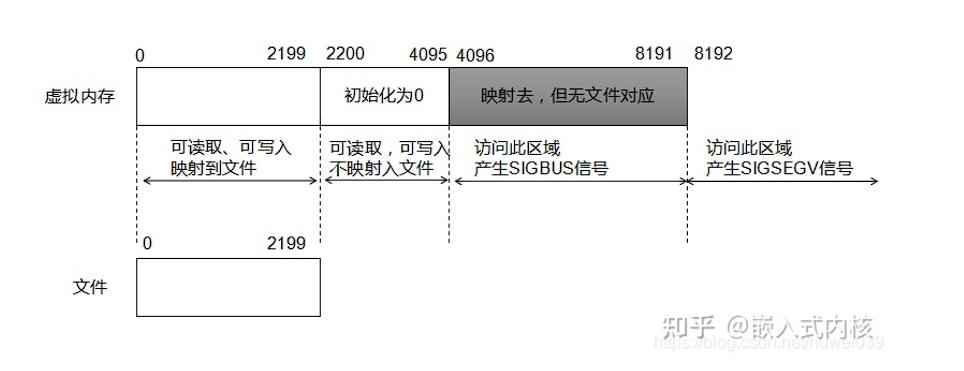 0 2199 2200 4095 4096 8191 8192
虚拟内存 初始化为0 映射去，但无文件对应
可读取、可写入 可读取，可写入 访问此区域 访问此区域
映射到文件 不映射入文件 产生SIGBUS信号 产生SIGSEGV信号
0 2199
文件
知乎 @嵌入式内核
https://blog.csdn.net/huwei039